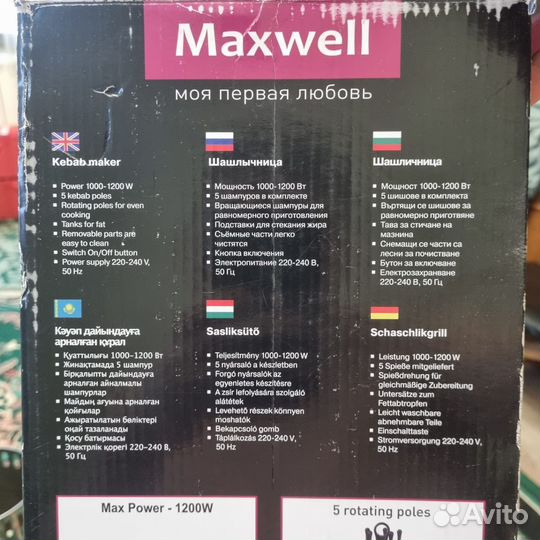 Maxwell
моя первая любовь
Kebab maker
• Power 1000-1200 W
• 5 kebab poles
• Rotating poles for even
cooking
• Tanks for fat
• Removable parts are
easy to clean
• Switch On/Off button
• Power supply 220-240 V,
50 Hz
Шашлычница
• Мощность 1000-1200 Вт
• 5 шампуров в комплекте
• Вращающиеся шампуры для
равномерного приготовления
• Подставки для стекания жира
• Съёмные части легко
чистятся
• Кнопка включения
• Электропитание 220-240 В,
50 Гц
Шашличница
• Мощност 1000-1200 Вт
• 5 шишове в комплекта
• Въртящи се шишове за
равномерно приготвяне
• Тава за стичане на
мазнина
• Снемащи се части са
лесни за почистване
• Бутон за включване
• Електрозахранване
220-240 В, 50 Гц
Кәуәп дайындауға
арналған құрал
• Қуаттылығы 1000-1200 Вт
• Жинақтамада 5 шампур
• Бірқалыпты дайындауға
арналған айналмалы
шампурлар
• Майдың ағуына арналған
қойғылар
• Ажыратылатын бөліктері
оңай тазаланады
• Қосу батырмасы
• Электрлік қорегі 220-240 В,
50 Гц
Sasliksütő
• Teljesítmény 1000-1200 W
• 5 nyársaló a készletben
• Forgó nyársalók az
egyenletes készítésre
• A zsír lefolyására szolgáló
alátétek
• Levehető részek könnyen
moshatók
• Bekapcsoló gomb
• Táplálkozás 220-240 V,
50 Hz
Schaschlikgrill
• Leistung 1000-1200 W
• 5 Spieße mitgeliefert
• Spießdrehung für
gleichmäßige Zubereitung
• Untersätze zum
Fettabtropfen
• Leicht waschbare
abnehmbare Teile
• Einschalttaste
• Stromversorgung 220-240 V,
50 Hz
Max Power - 1200W
5 rotating poles
Avito